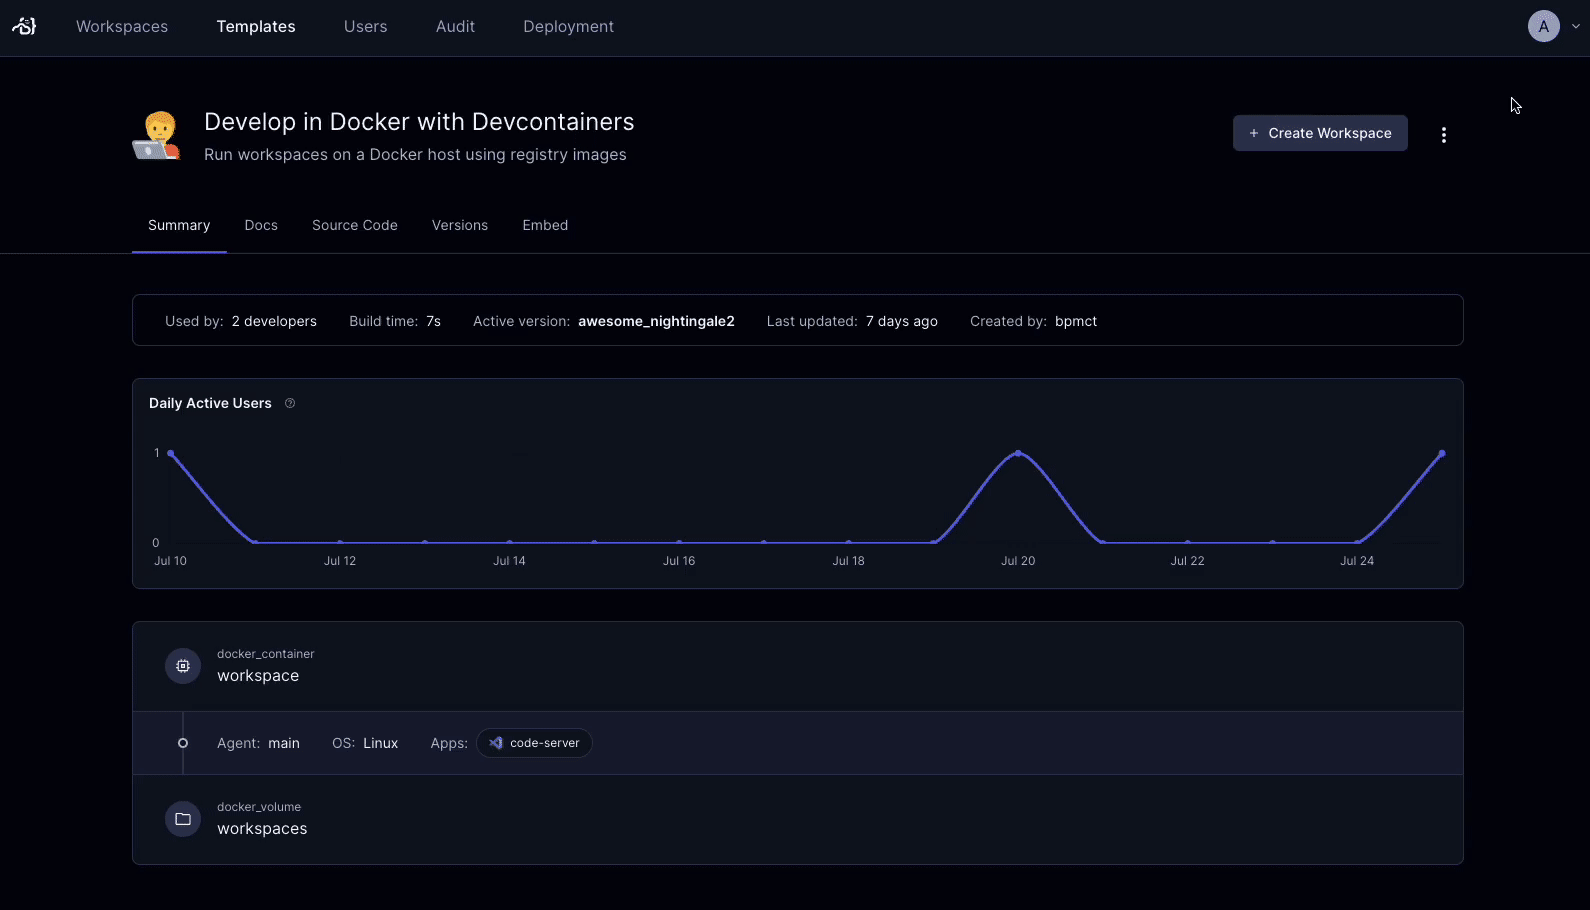 Workspaces Templates Users Audit Deployment A
Develop in Docker with Devcontainers
Run workspaces on a Docker host using registry images
+ Create Workspace
Summary Docs Source Code Versions Embed
Used by: 2 developers Build time: 7s Active version: awesome_nightingale2 Last updated: 7 days ago Created by: bpmct
Daily Active Users ?
1
0
Jul 10 Jul 12 Jul 14 Jul 16 Jul 18 Jul 20 Jul 22 Jul 24
docker_container
workspace
Agent: main OS: Linux Apps: code-server
docker_volume
workspaces